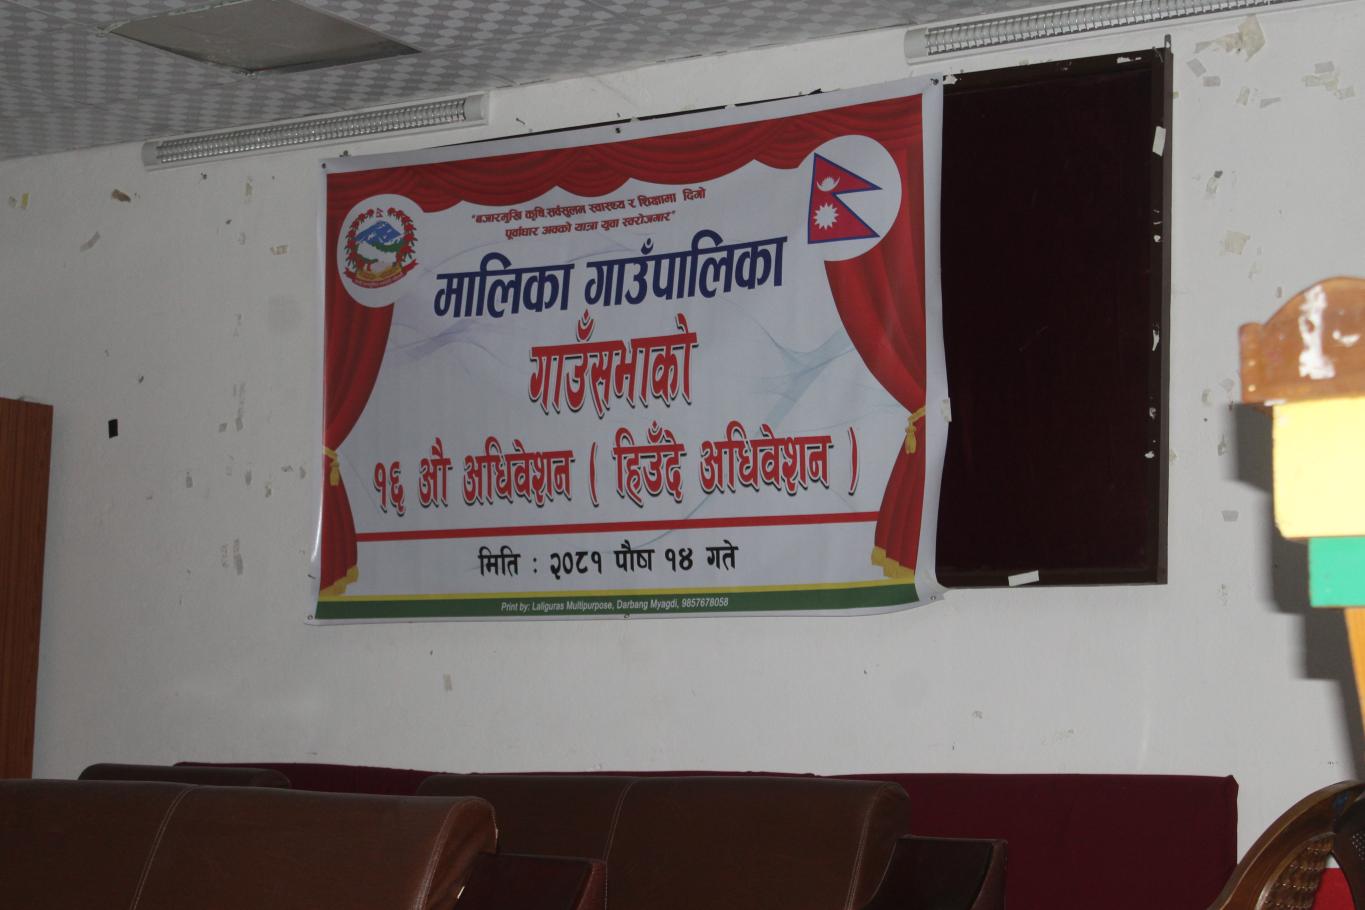 "बजारमुखि कृषि,सर्वसुलभ स्वास्थ्य र शिक्षामा दिगो
पूर्वाधार अबको यात्रा युवा स्वरोजगार"
मालिका गाउँपालिका
गाउँसभाको
१६ औ अधिवेशन ( हिउँदे अधिवेशन )
मिति : २०८१ पौष १४ गते
Print by: Laliguras Multipurpose, Darbang Myagdi, 9857678058